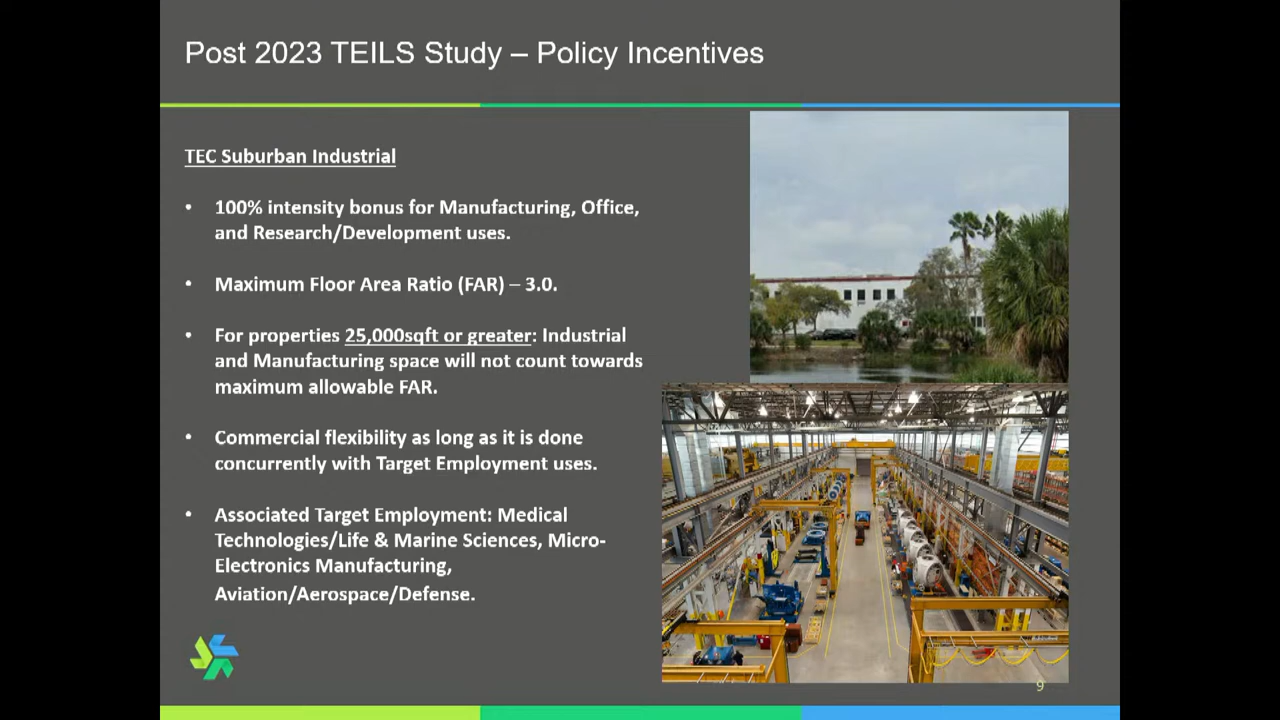 Post 2023 TEILS Study – Policy Incentives
TEC Suburban Industrial
• 100% intensity bonus for Manufacturing, Office,
and Research/Development uses.
• Maximum Floor Area Ratio (FAR) – 3.0.
• For properties 25,000sqft or greater: Industrial
and Manufacturing space will not count towards
maximum allowable FAR.
• Commercial flexibility as long as it is done
concurrently with Target Employment uses.
• Associated Target Employment: Medical
Technologies/Life & Marine Sciences, Micro-
Electronics Manufacturing,
Aviation/Aerospace/Defense.
9